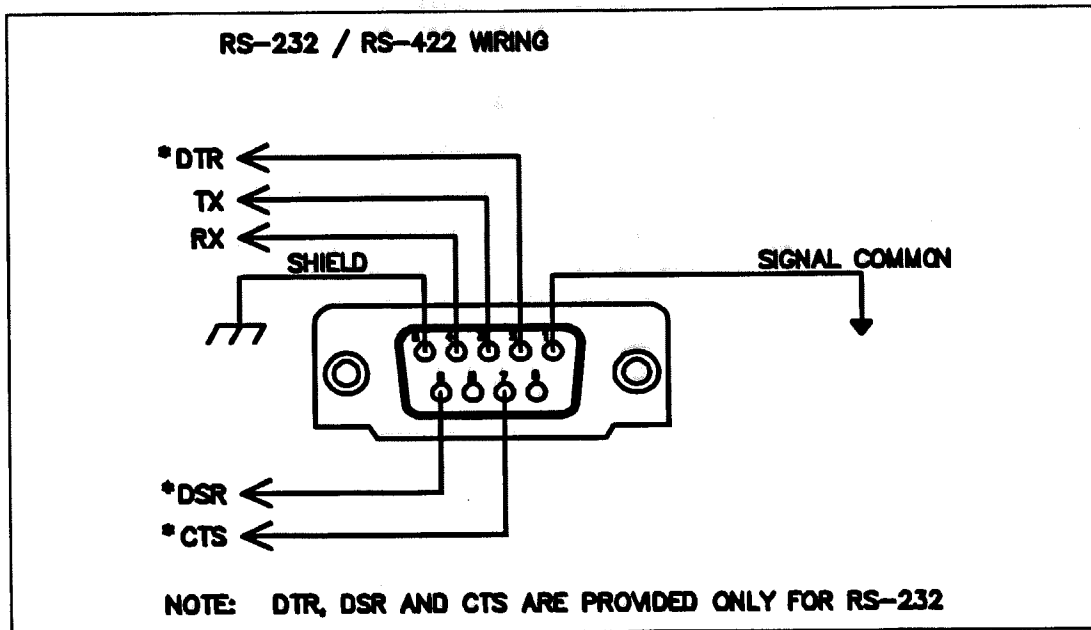 RS-232 / RS-422 WIRING
*DTR
TX
RX
SHIELD
SIGNAL COMMON
*DSR
*CTS
NOTE: DTR, DSR AND CTS ARE PROVIDED ONLY FOR RS-232